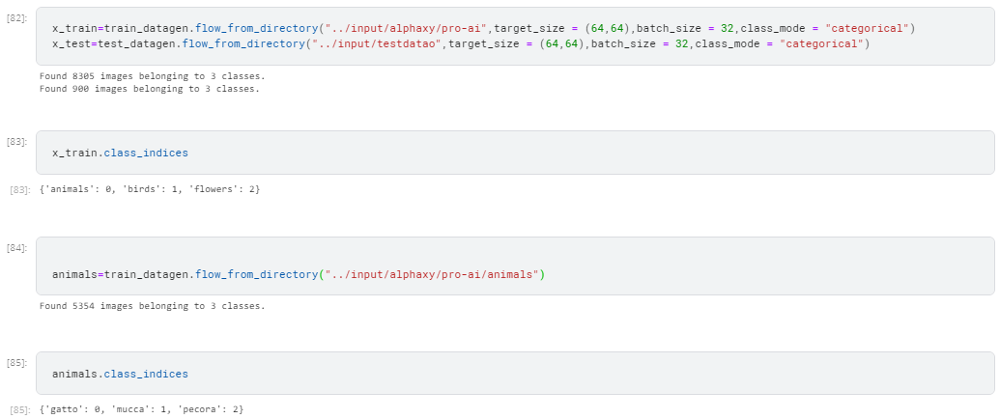 [82]:
x_train=train_datagen.flow_from_directory("../input/alphaxy/pro-ai",target_size = (64,64),batch_size = 32,class_mode = "categorical")
x_test=test_datagen.flow_from_directory("../input/testdatao",target_size = (64,64),batch_size = 32,class_mode = "categorical")
Found 8305 images belonging to 3 classes.
Found 900 images belonging to 3 classes.
[83]:
x_train.class_indices
[83]: {'animals': 0, 'birds': 1, 'flowers': 2}
[84]:
animals=train_datagen.flow_from_directory("../input/alphaxy/pro-ai/animals")
Found 5354 images belonging to 3 classes.
[85]:
animals.class_indices
[85]: {'gatto': 0, 'mucca': 1, 'pecora': 2}